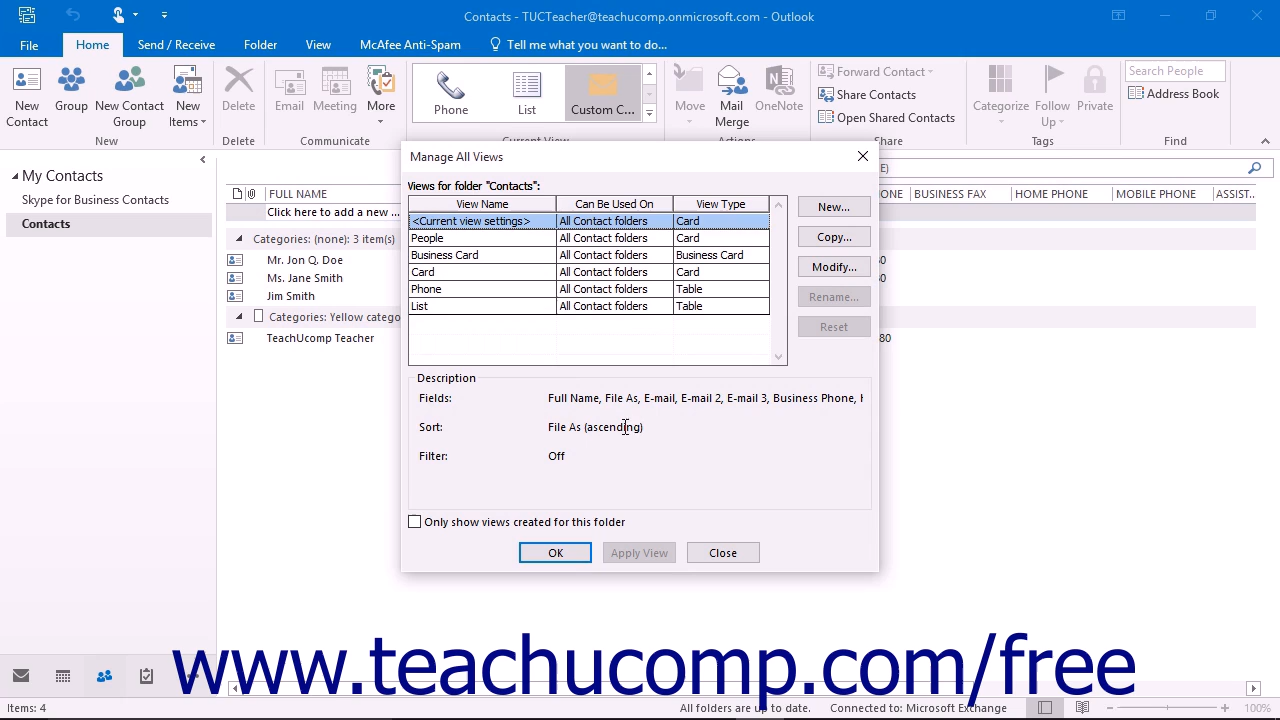 Contacts - TUCTeacher@teachucomp.onmicrosoft.com - Outlook
File Home Send / Receive Folder View McAfee Anti-Spam Tell me what you want to do...
New Contact
Group
New Contact Group
New Items
Delete
Email
Meeting
More
Phone
List
Custom C...
Move
Mail Merge
OneNote
Forward Contact
Share Contacts
Open Shared Contacts
Categorize
Follow Up
Private
Search People
Address Book
New Delete Communicate Current View Actions Share Tags Find
My Contacts
Skype for Business Contacts
Contacts
FULL NAME BUSINESS FAX HOME PHONE MOBILE PHONE ASSIST...
Click here to add a new ...
Categories: (none): 3 item(s)
Mr. Jon Q. Doe
Ms. Jane Smith
Jim Smith
Categories: Yellow catego
TeachUcomp Teacher
80
Manage All Views
Views for folder "Contacts":
View Name Can Be Used On View Type
<Current view settings> All Contact folders Card
People All Contact folders Card
Business Card All Contact folders Business Card
Card All Contact folders Card
Phone All Contact folders Table
List All Contact folders Table
New...
Copy...
Modify...
Rename...
Reset
Description
Fields: Full Name, File As, E-mail, E-mail 2, E-mail 3, Business Phone,
Sort: File As (ascending)
Filter: Off
Only show views created for this folder
OK Apply View Close
www.teachucomp.com/free
Items: 4 All folders are up to date. Connected to: Microsoft Exchange 100%